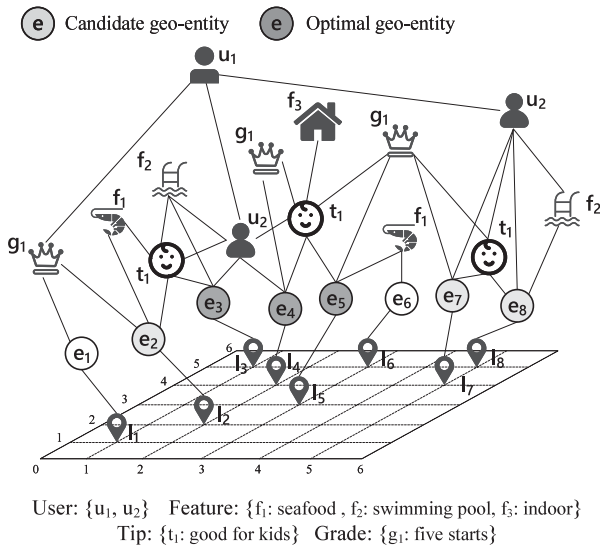 e Candidate geo-entity e Optimal geo-entity
u1
f3
u2
g1
g1
f2
f1
f1
f2
u2
t1
t1
g1
t1
e3 e4 e5 e6 e7 e8
e2
e1
6
l3 l4 l6 l8
5
l5 l7
4
3
l2
2
l1
1
0 1 2 3 4 5 6
User: {u1, u2} Feature: {f1: seafood , f2: swimming pool, f3: indoor}
Tip: {t1: good for kids} Grade: {g1: five starts}